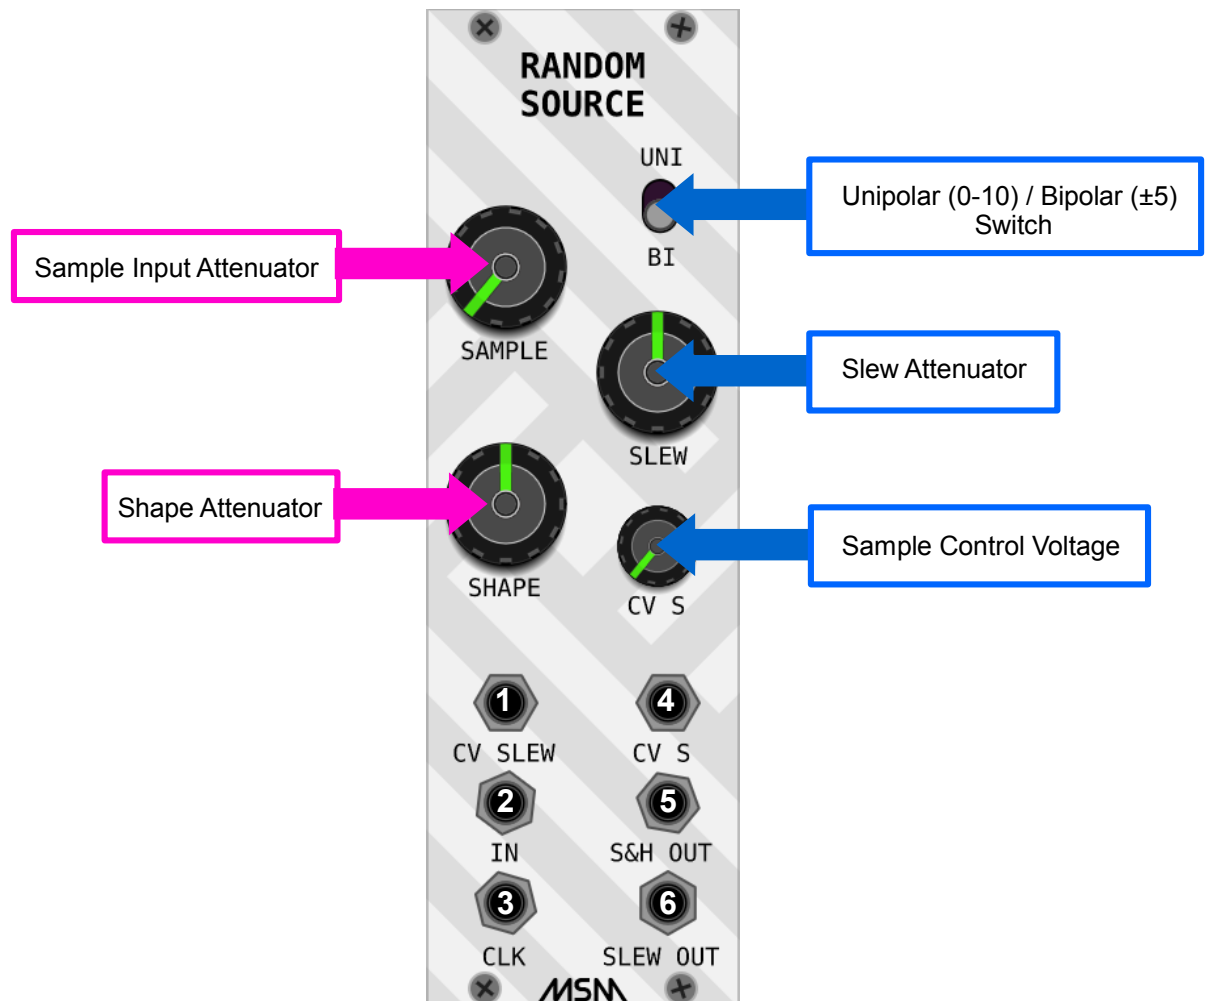 RANDOM
SOURCE
UNI
Unipolar (0-10) / Bipolar (±5)
Switch
BI
Sample Input Attenuator
SAMPLE
Slew Attenuator
SLEW
Shape Attenuator
SHAPE
Sample Control Voltage
CV S
1 4
CV SLEW CV S
2 5
IN S&H OUT
3 6
CLK SLEW OUT
MSM